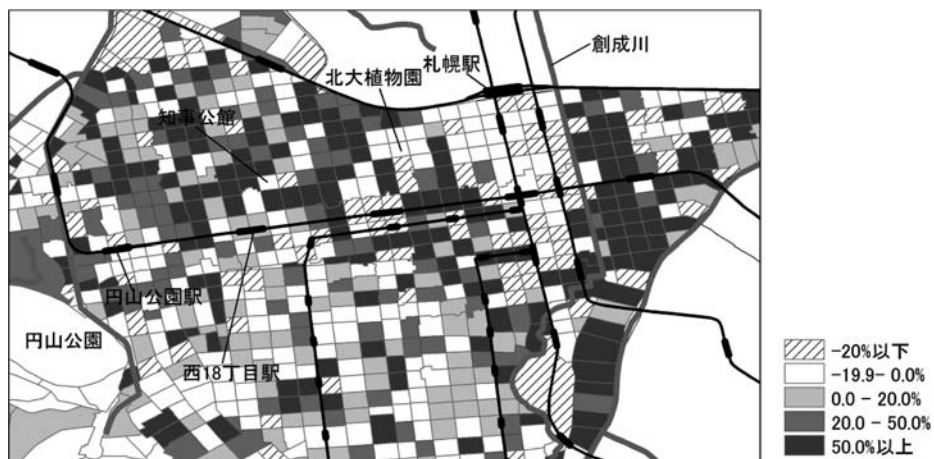 創成川
札幌駅
北大植物園
知事公館
円山公園駅
円山公園
西18丁目駅
-20%以下
-19.9- 0.0%
0.0 - 20.0%
20.0 - 50.0%
50.0%以上